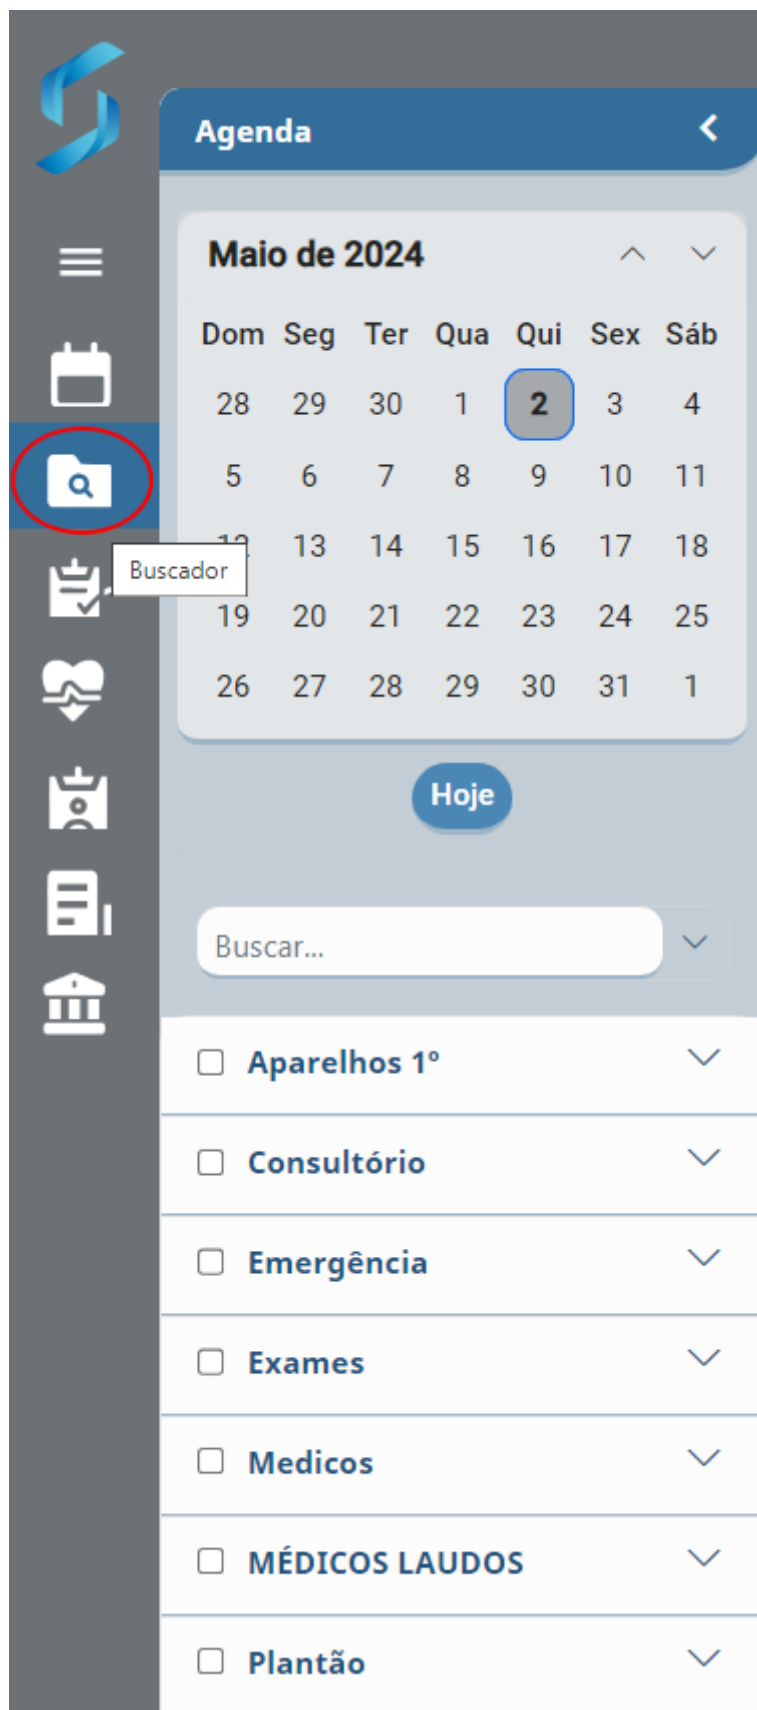 Agenda
Maio de 2024
Dom Seg Ter Qua Qui Sex Sáb
28 29 30 1 2 3 4
5 6 7 8 9 10 11
13 14 15 16 17 18
Buscador
19 20 21 22 23 24 25
26 27 28 29 30 31 1
Hoje
Buscar...
Aparelhos 1º
Consultório
Emergência
Exames
Medicos
MÉDICOS LAUDOS
Plantão